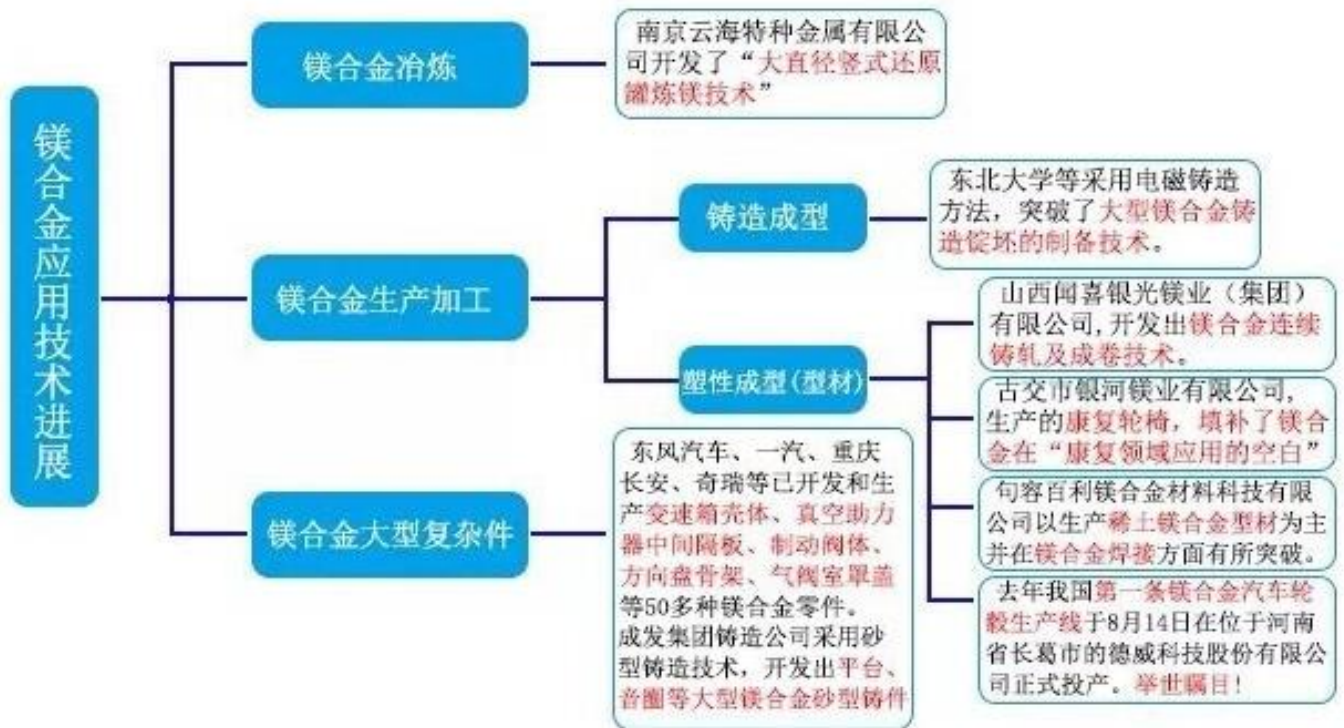 镁合金应用技术进展
镁合金冶炼
南京云海特种金属有限公
司开发了“大直径竖式还原
罐炼镁技术”
镁合金生产加工
铸造成型
东北大学等采用电磁铸造
方法，突破了大型镁合金铸
造锭坯的制备技术。
塑性成型(型材)
山西闻喜银光镁业（集团）
有限公司,开发出镁合金连续
铸轧及成卷技术。
古交市银河镁业有限公司,
生产的康复轮椅，填补了镁合
金在“康复领域应用的空白”
句容百利镁合金材料科技有限
公司以生产稀土镁合金型材为主
并在镁合金焊接方面有所突破。
去年我国第一条镁合金汽车轮
毂生产线于8月14日在位于河南
省长葛市的德威科技股份有限公
司正式投产。举世瞩目！
镁合金大型复杂件
东风汽车、一汽、重庆
长安、奇瑞等已开发和生
产变速箱壳体、真空助力
器中间隔板、制动阀体、
方向盘骨架、气阀室罩盖
等50多种镁合金零件。
成发集团铸造公司采用砂
型铸造技术，开发出平台、
音圈等大型镁合金砂型铸件